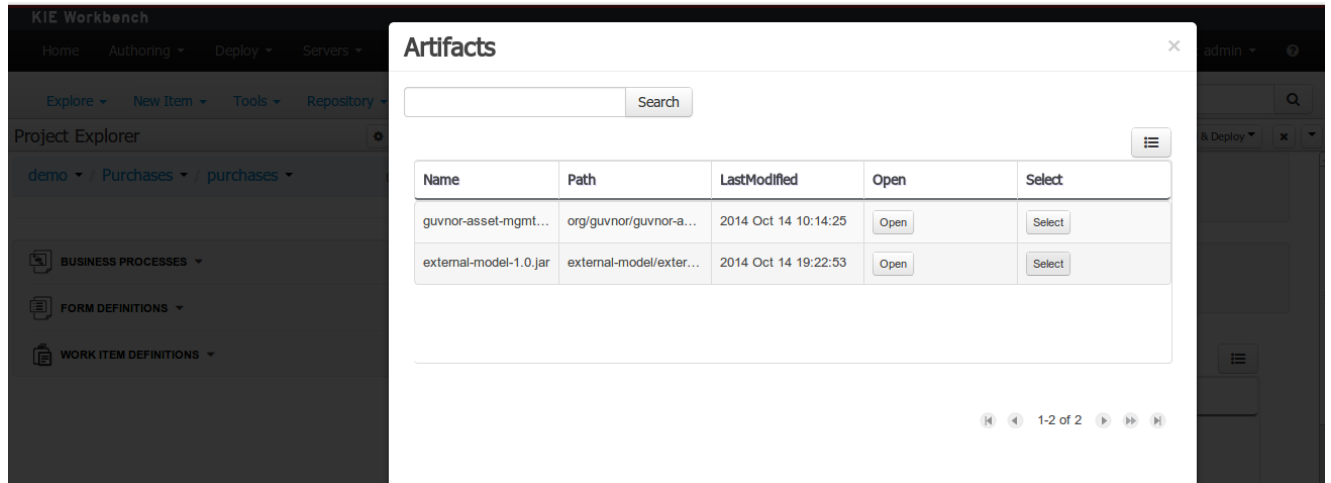 KIE Workbench
Home Authoring Deploy Servers admin
Explore New Item Tools Repository
Project Explorer & Deploy
demo / Purchases / purchases
BUSINESS PROCESSES
FORM DEFINITIONS
WORK ITEM DEFINITIONS
Artifacts
Search
Name Path LastModified Open Select
guvnor-asset-mgmt... org/guvnor/guvnor-a... 2014 Oct 14 10:14:25 Open Select
external-model-1.0.jar external-model/exter... 2014 Oct 14 19:22:53 Open Select
1-2 of 2